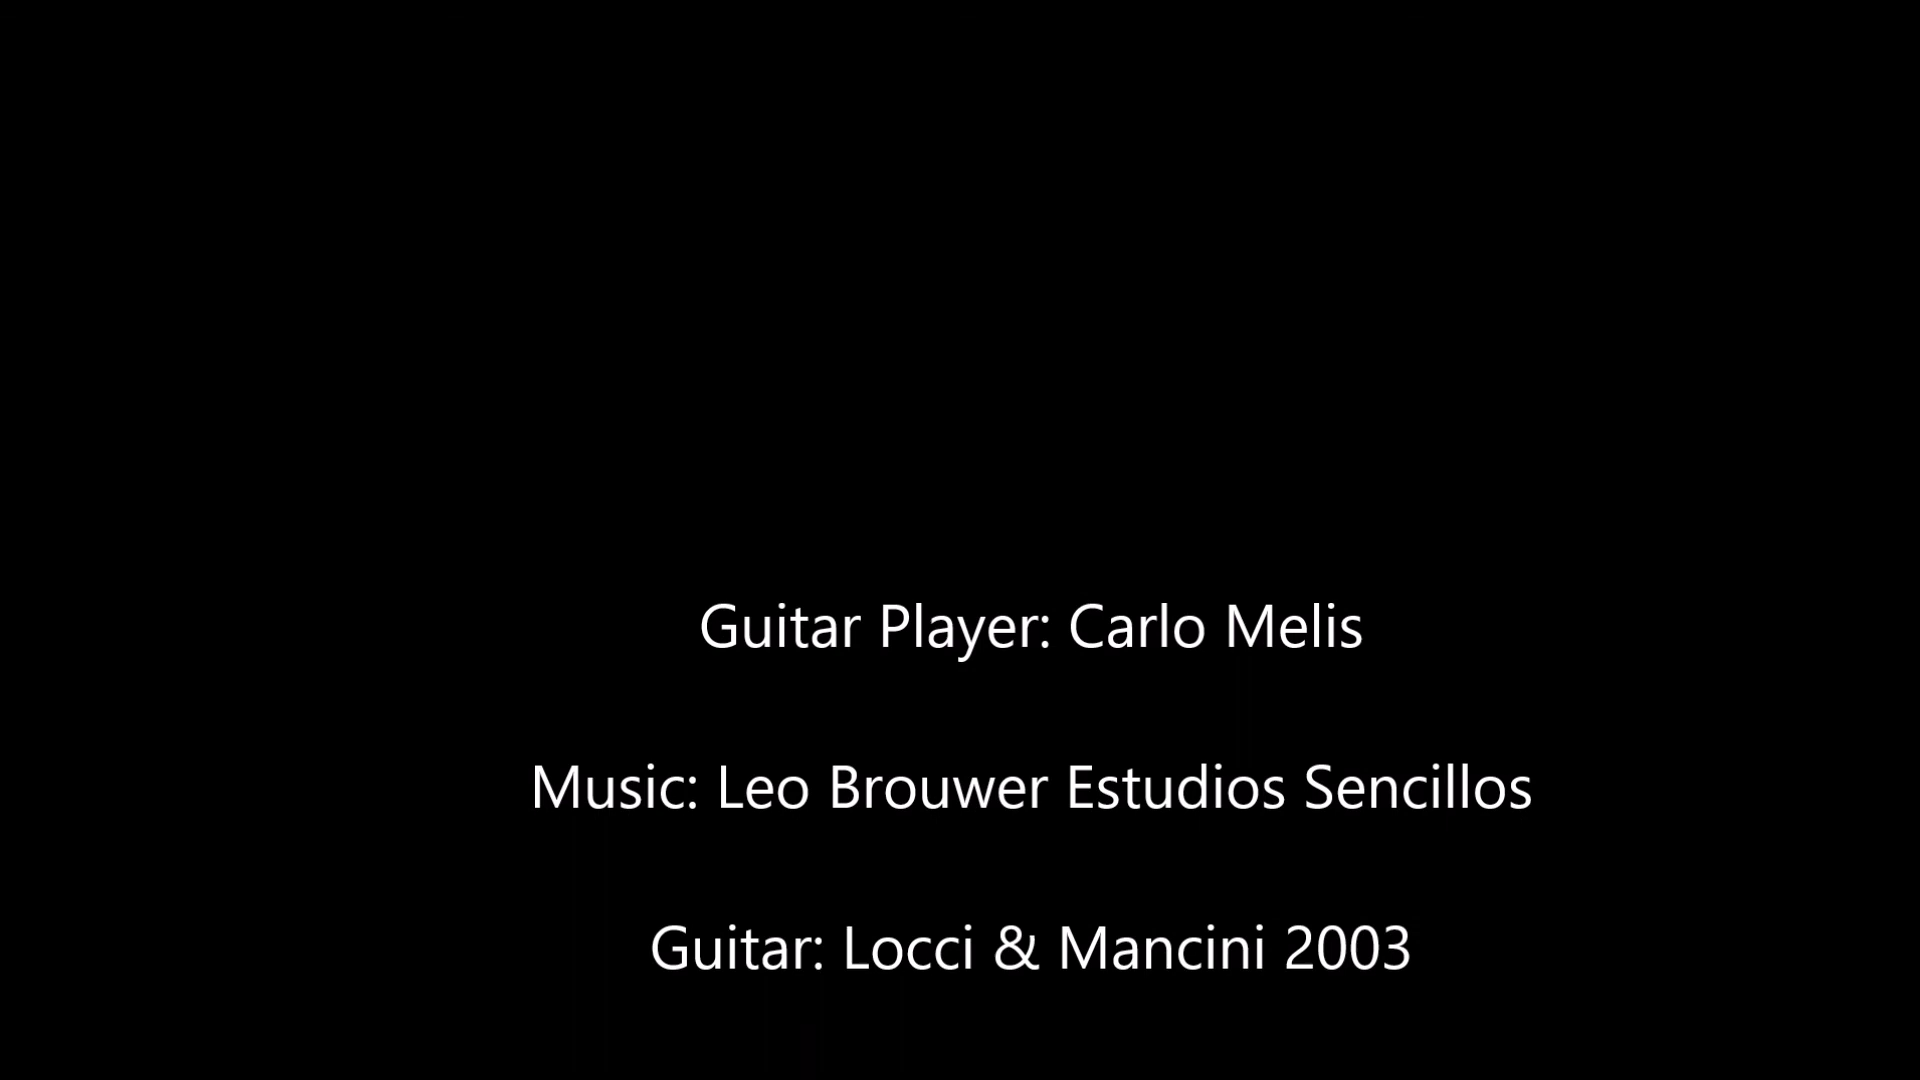 Guitar Player: Carlo Melis
Music: Leo Brouwer Estudios Sencillos
Guitar: Locci & Mancini 2003